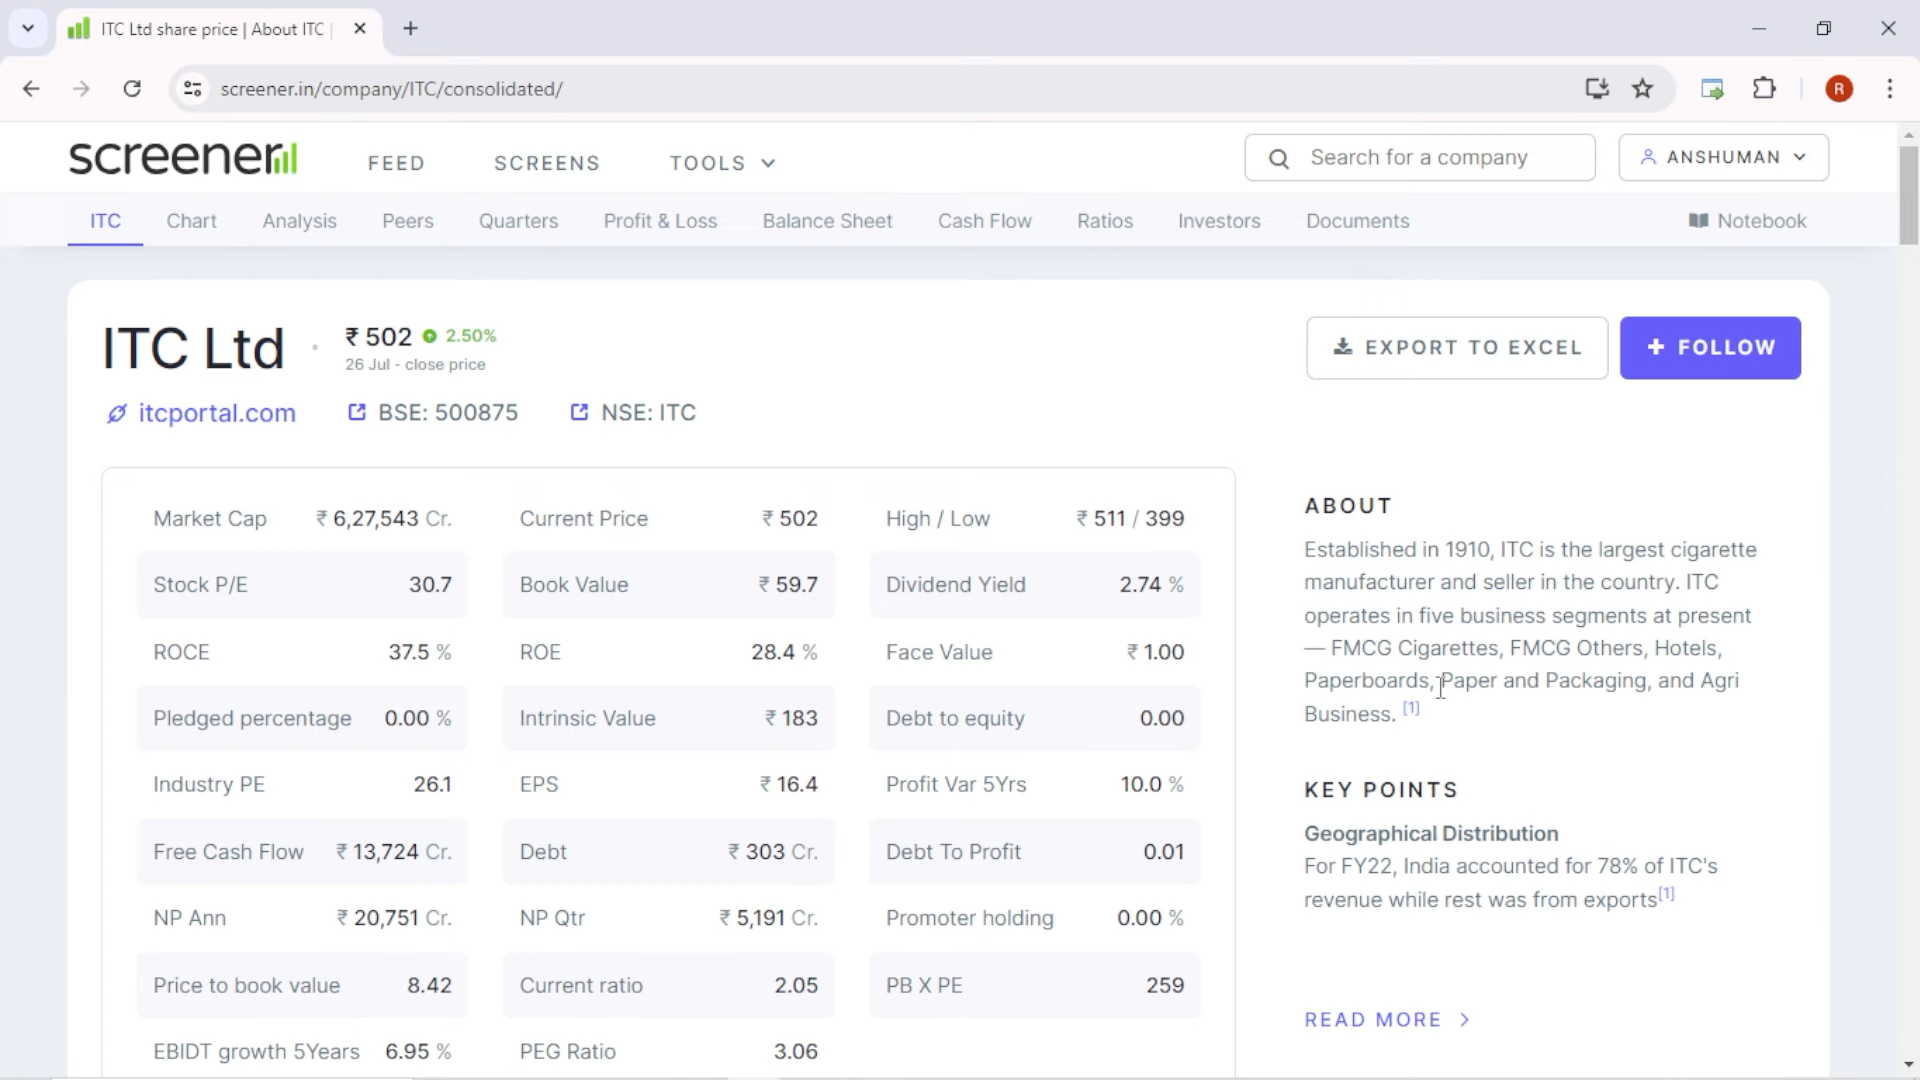 ITC Ltd share price | About ITC |
screener.in/company/ITC/consolidated/
R
screener
FEED
SCREENS
TOOLS
Search for a company
ANSHUMAN
ITC
Chart
Analysis
Peers
Quarters
Profit & Loss
Balance Sheet
Cash Flow
Ratios
Investors
Documents
Notebook
ITC Ltd
₹ 502 2.50%
26 Jul - close price
EXPORT TO EXCEL
+ FOLLOW
itcportal.com
BSE: 500875
NSE: ITC
Market Cap ₹ 6,27,543 Cr.
Current Price ₹ 502
High / Low ₹ 511 / 399
Stock P/E 30.7
Book Value ₹ 59.7
Dividend Yield 2.74 %
ROCE 37.5 %
ROE 28.4 %
Face Value ₹ 1.00
Pledged percentage 0.00 %
Intrinsic Value ₹ 183
Debt to equity 0.00
Industry PE 26.1
EPS ₹ 16.4
Profit Var 5Yrs 10.0 %
Free Cash Flow ₹ 13,724 Cr.
Debt ₹ 303 Cr.
Debt To Profit 0.01
NP Ann ₹ 20,751 Cr.
NP Qtr ₹ 5,191 Cr.
Promoter holding 0.00 %
Price to book value 8.42
Current ratio 2.05
PB X PE 259
EBIDT growth 5Years 6.95 %
PEG Ratio 3.06
ABOUT
Established in 1910, ITC is the largest cigarette
manufacturer and seller in the country. ITC
operates in five business segments at present
— FMCG Cigarettes, FMCG Others, Hotels,
Paperboards, Paper and Packaging, and Agri
Business. [1]
KEY POINTS
Geographical Distribution
For FY22, India accounted for 78% of ITC's
revenue while rest was from exports[1]
READ MORE